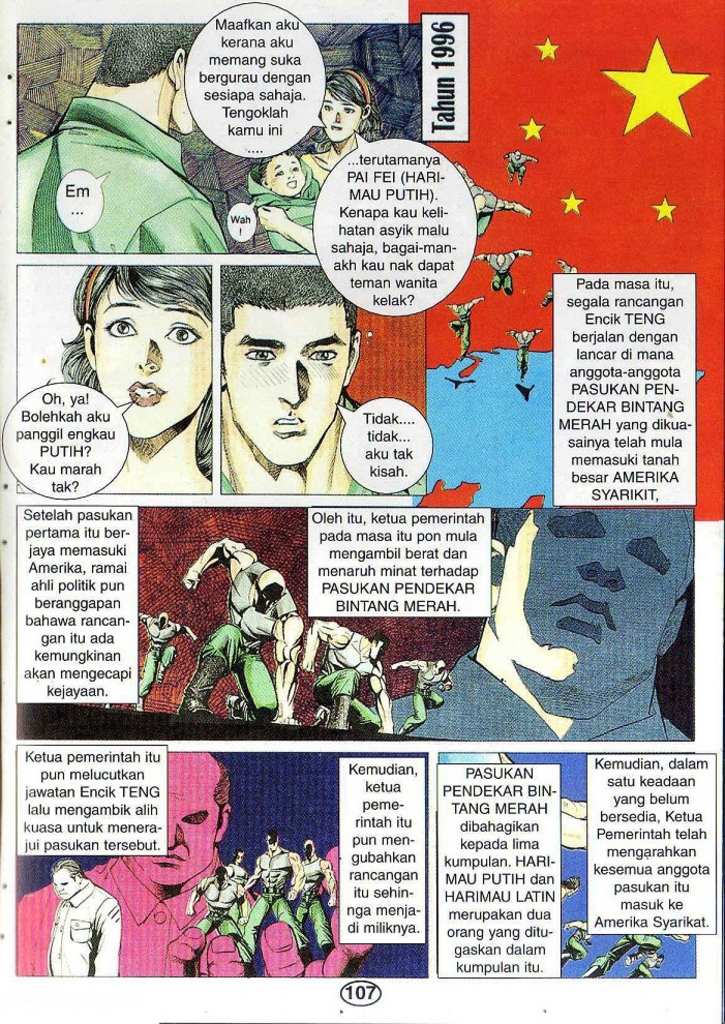 Maafkan aku
kerana aku
memang suka
bergurau dengan
sesiapa sahaja.
Tengoklah
kamu ini
....
Tahun 1996
Em
...
Wah
!
...terutamanya
PAI FEI (HARI-
MAU PUTIH).
Kenapa kau keli-
hatan asyik malu
sahaja, bagai-man-
akh kau nak dapat
teman wanita
kelak?
Oh, ya!
Bolehkah aku
panggil engkau
PUTIH?
Kau marah
tak?
Tidak....
tidak...
aku tak
kisah.
Pada masa itu,
segala rancangan
Encik TENG
berjalan dengan
lancar di mana
anggota-anggota
PASUKAN PEN-
DEKAR BINTANG
MERAH yang dikua-
sainya telah mula
memasuki tanah
besar AMERIKA
SYARIKIT,
Setelah pasukan
pertama itu ber-
jaya memasuki
Amerika, ramai
ahli politik pun
beranggapan
bahawa rancan-
gan itu ada
kemungkinan
akan mengecapi
kejayaan.
Oleh itu, ketua pemerintah
pada masa itu pon mula
mengambil berat dan
menaruh minat terhadap
PASUKAN PENDEKAR
BINTANG MERAH.
Ketua pemerintah itu
pun melucutkan
jawatan Encik TENG
lalu mengambik alih
kuasa untuk menera-
jui pasukan tersebut.
Kemudian,
ketua
peme-
rintah itu
pun men-
gubahkan
rancangan
itu sehin-
nga menja-
di miliknya.
PASUKAN
PENDEKAR BIN-
TANG MERAH
dibahagikan
kepada lima
kumpulan. HARI-
MAU PUTIH dan
HARIMAU LATIN
merupakan dua
orang yang ditu-
gaskan dalam
kumpulan itu.
Kemudian, dalam
satu keadaan
yang belum
bersedia, Ketua
Pemerintah telah
mengarahkan
kesemua anggota
pasukan itu
masuk ke
Amerika Syarikat.
107